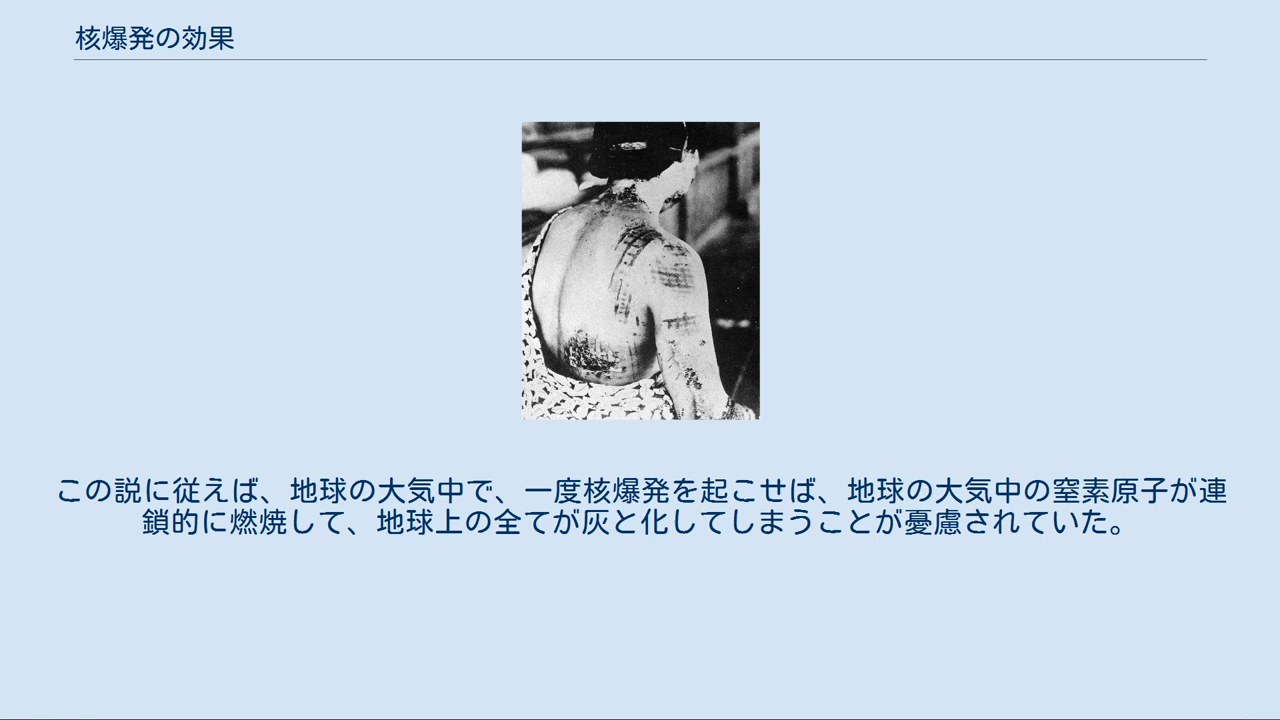 核爆発の効果
この説に従えば、地球の大気中で、一度核爆発を起こせば、地球の大気中の窒素原子が連
鎖的に燃焼して、地球上の全てが灰と化してしまうことが憂慮されていた。